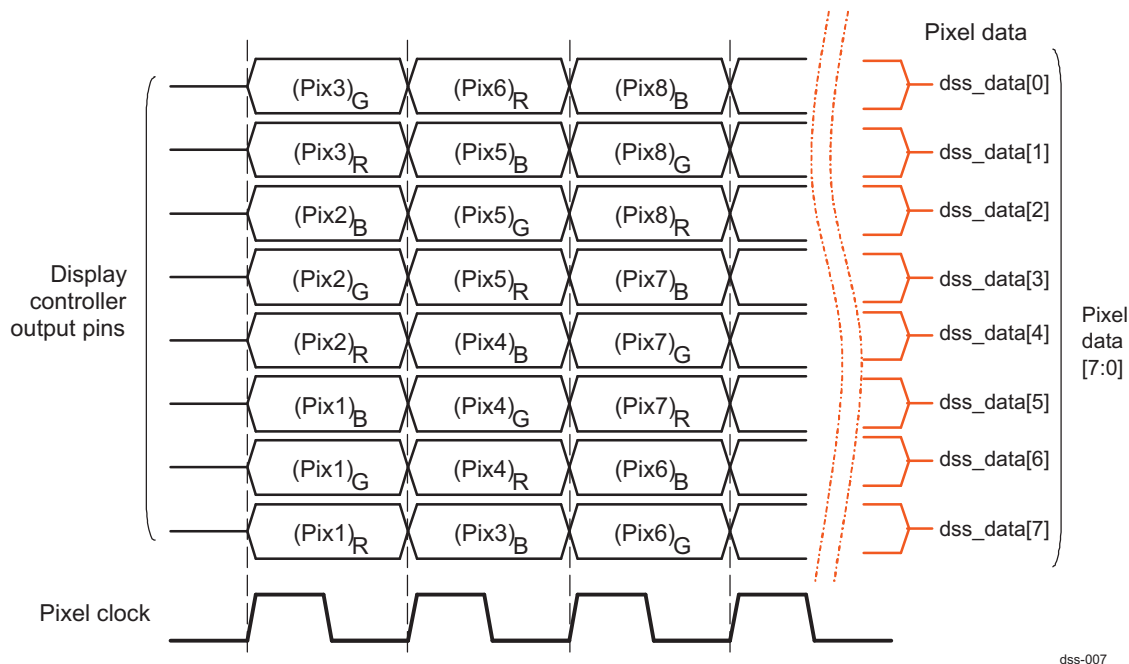 Pixel data
(Pix3)G (Pix6)R (Pix8)B dss_data[0]
(Pix3)R (Pix5)B (Pix8)G dss_data[1]
(Pix2)B (Pix5)G (Pix8)R dss_data[2]
(Pix2)G (Pix5)R (Pix7)B dss_data[3]
Display
controller
output pins
(Pix2)R (Pix4)B (Pix7)G dss_data[4]
Pixel
data
[7:0]
(Pix1)B (Pix4)G (Pix7)R dss_data[5]
(Pix1)G (Pix4)R (Pix6)B dss_data[6]
(Pix1)R (Pix3)B (Pix6)G dss_data[7]
Pixel clock
dss-007